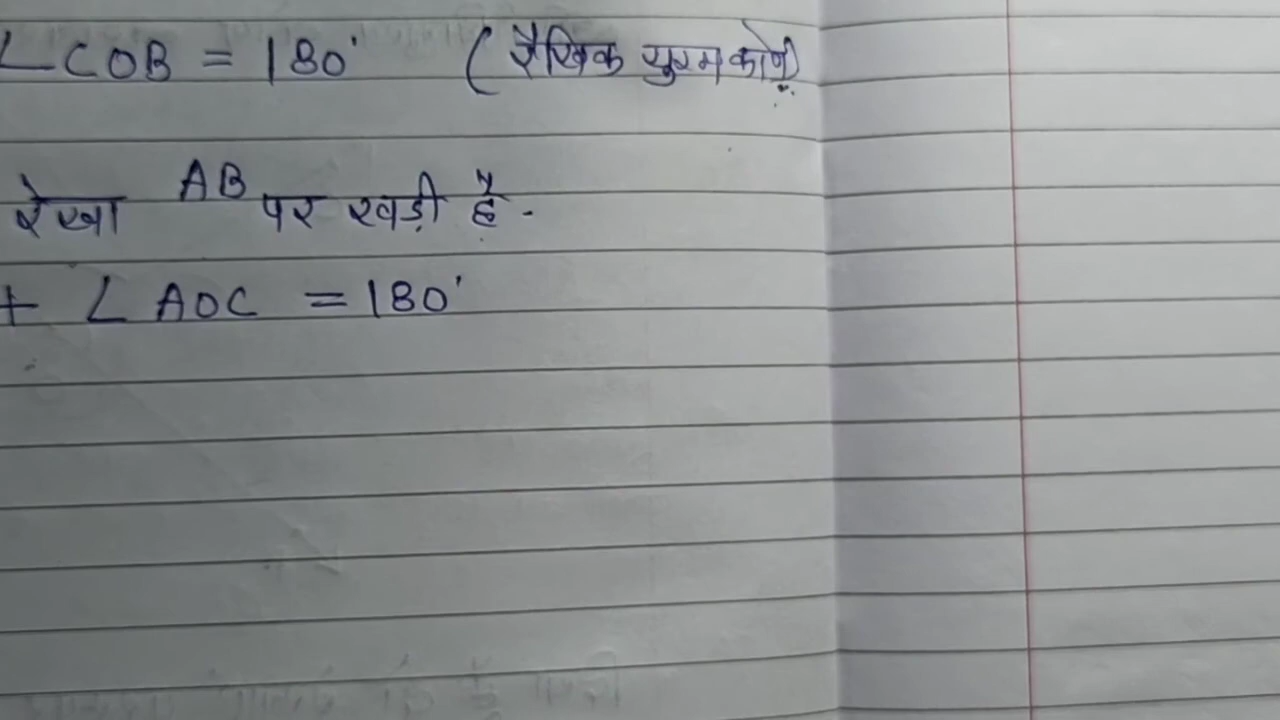 ∠COB = 180° (रैखिक युग्म कोण)
रेखा AB पर खड़ी है.
+ ∠AOC = 180°